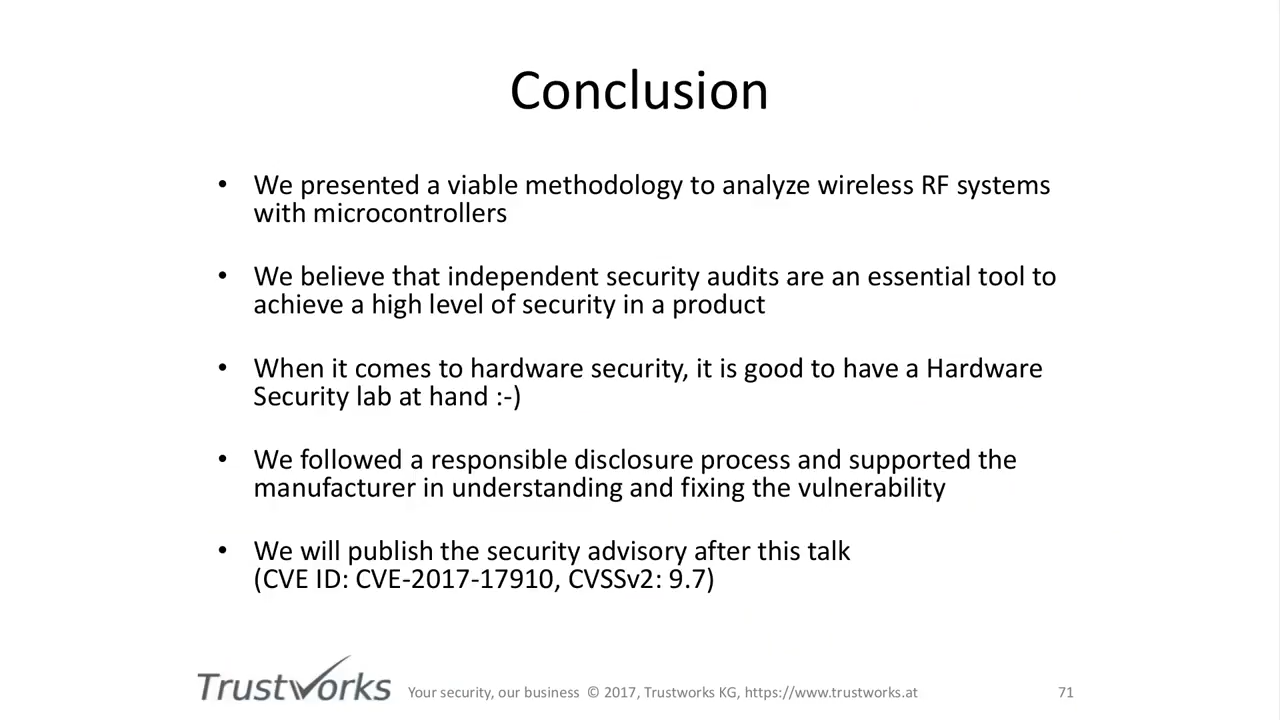 Conclusion
• We presented a viable methodology to analyze wireless RF systems
with microcontrollers
• We believe that independent security audits are an essential tool to
achieve a high level of security in a product
• When it comes to hardware security, it is good to have a Hardware
Security lab at hand :-)
• We followed a responsible disclosure process and supported the
manufacturer in understanding and fixing the vulnerability
• We will publish the security advisory after this talk
(CVE ID: CVE-2017-17910, CVSSv2: 9.7)
Trustworks Your security, our business © 2017, Trustworks KG, https://www.trustworks.at 71